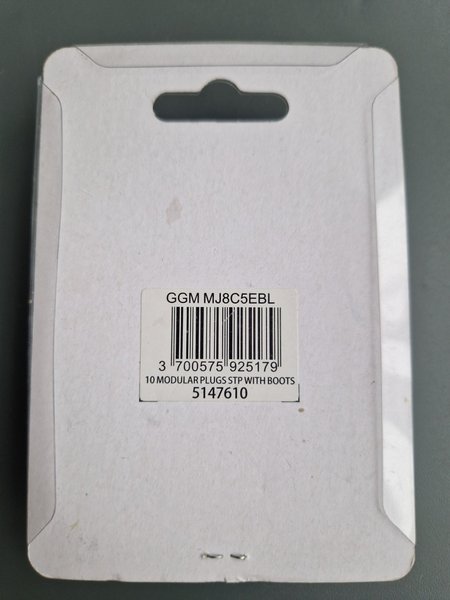 GGM MJ8C5EBL
3 700575 925179
10 MODULAR PLUGS STP WITH BOOTS
5147610